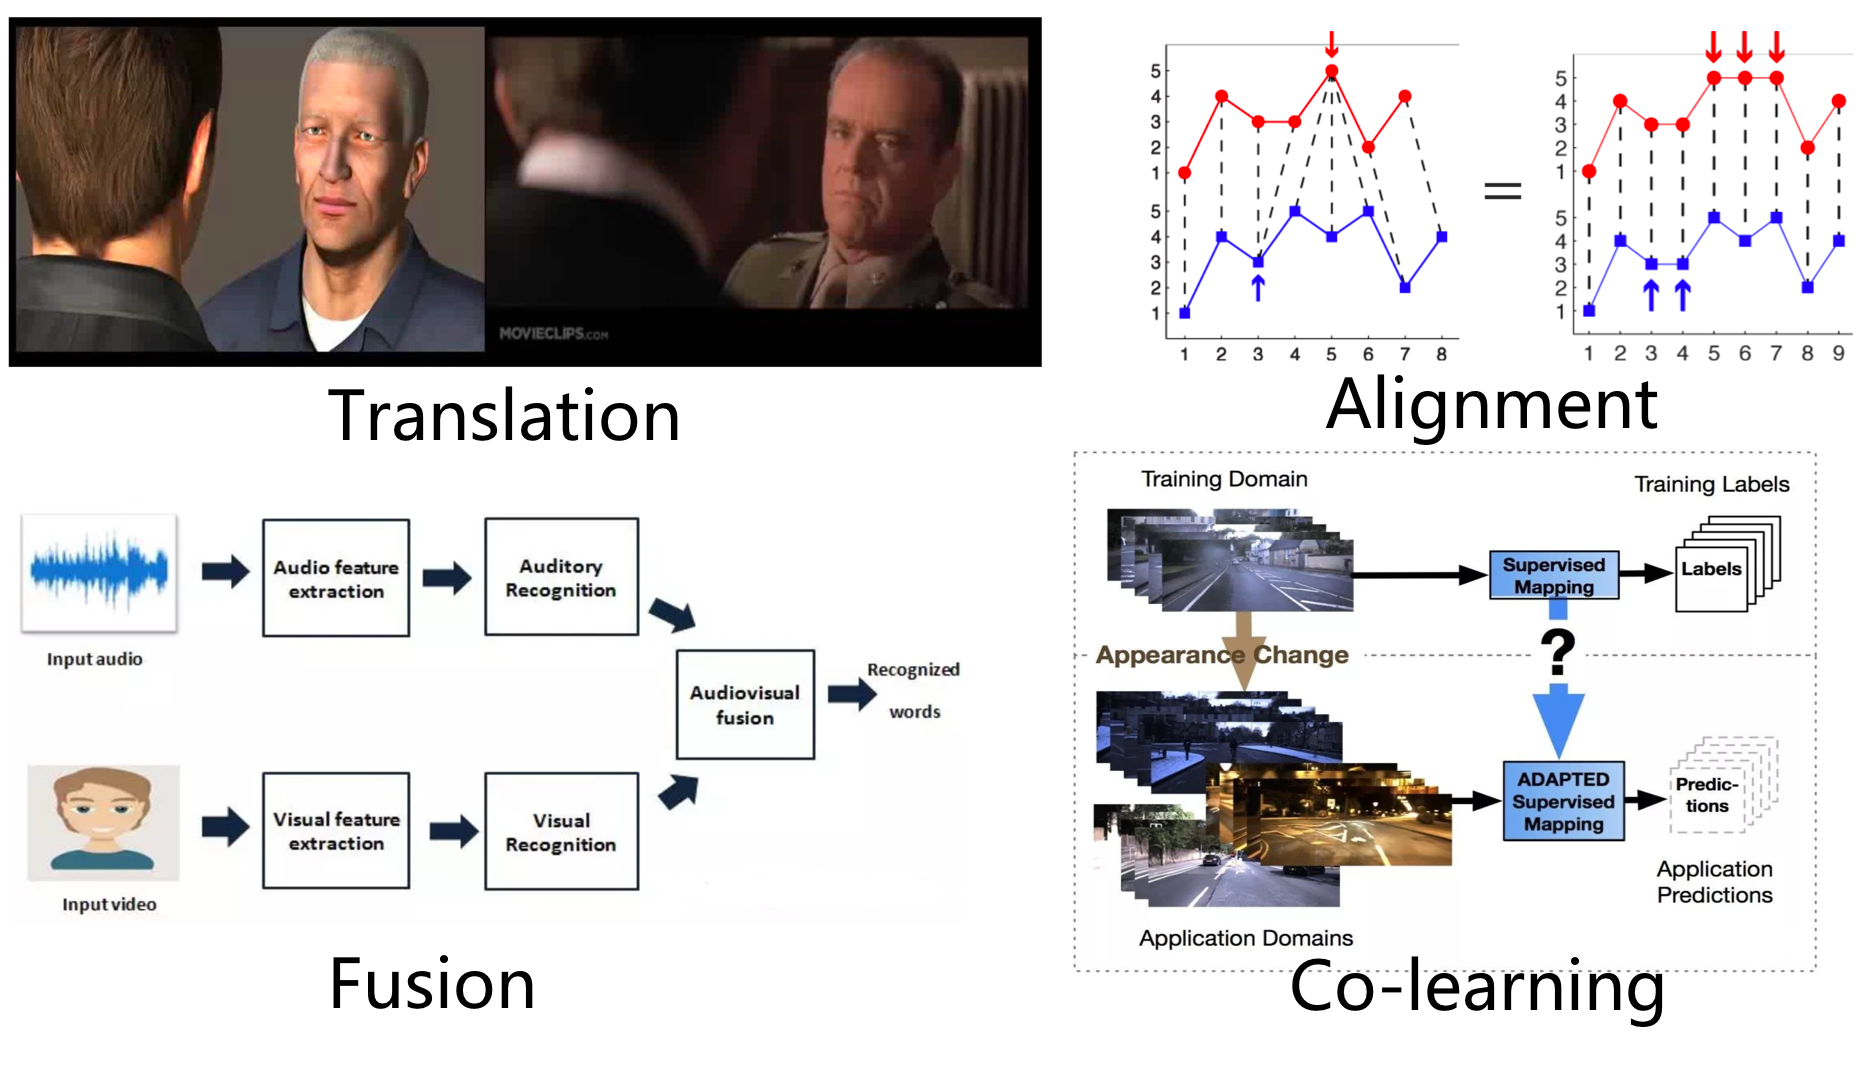 MOVIECLIPS.COM
Translation
5
4
3
2
1
5
4
3
2
1
1 2 3 4 5 6 7 8
=
5
4
3
2
1
5
4
3
2
1
1 2 3 4 5 6 7 8 9
Alignment
Input audio
Audio feature
extraction
Auditory
Recognition
Audiovisual
fusion
Recognized
words
Input video
Visual feature
extraction
Visual
Recognition
Fusion
Training Domain
Training Labels
Supervised
Mapping
Labels
Appearance Change
?
ADAPTED
Supervised
Mapping
Predic-
tions
Application
Predictions
Application Domains
Co-learning